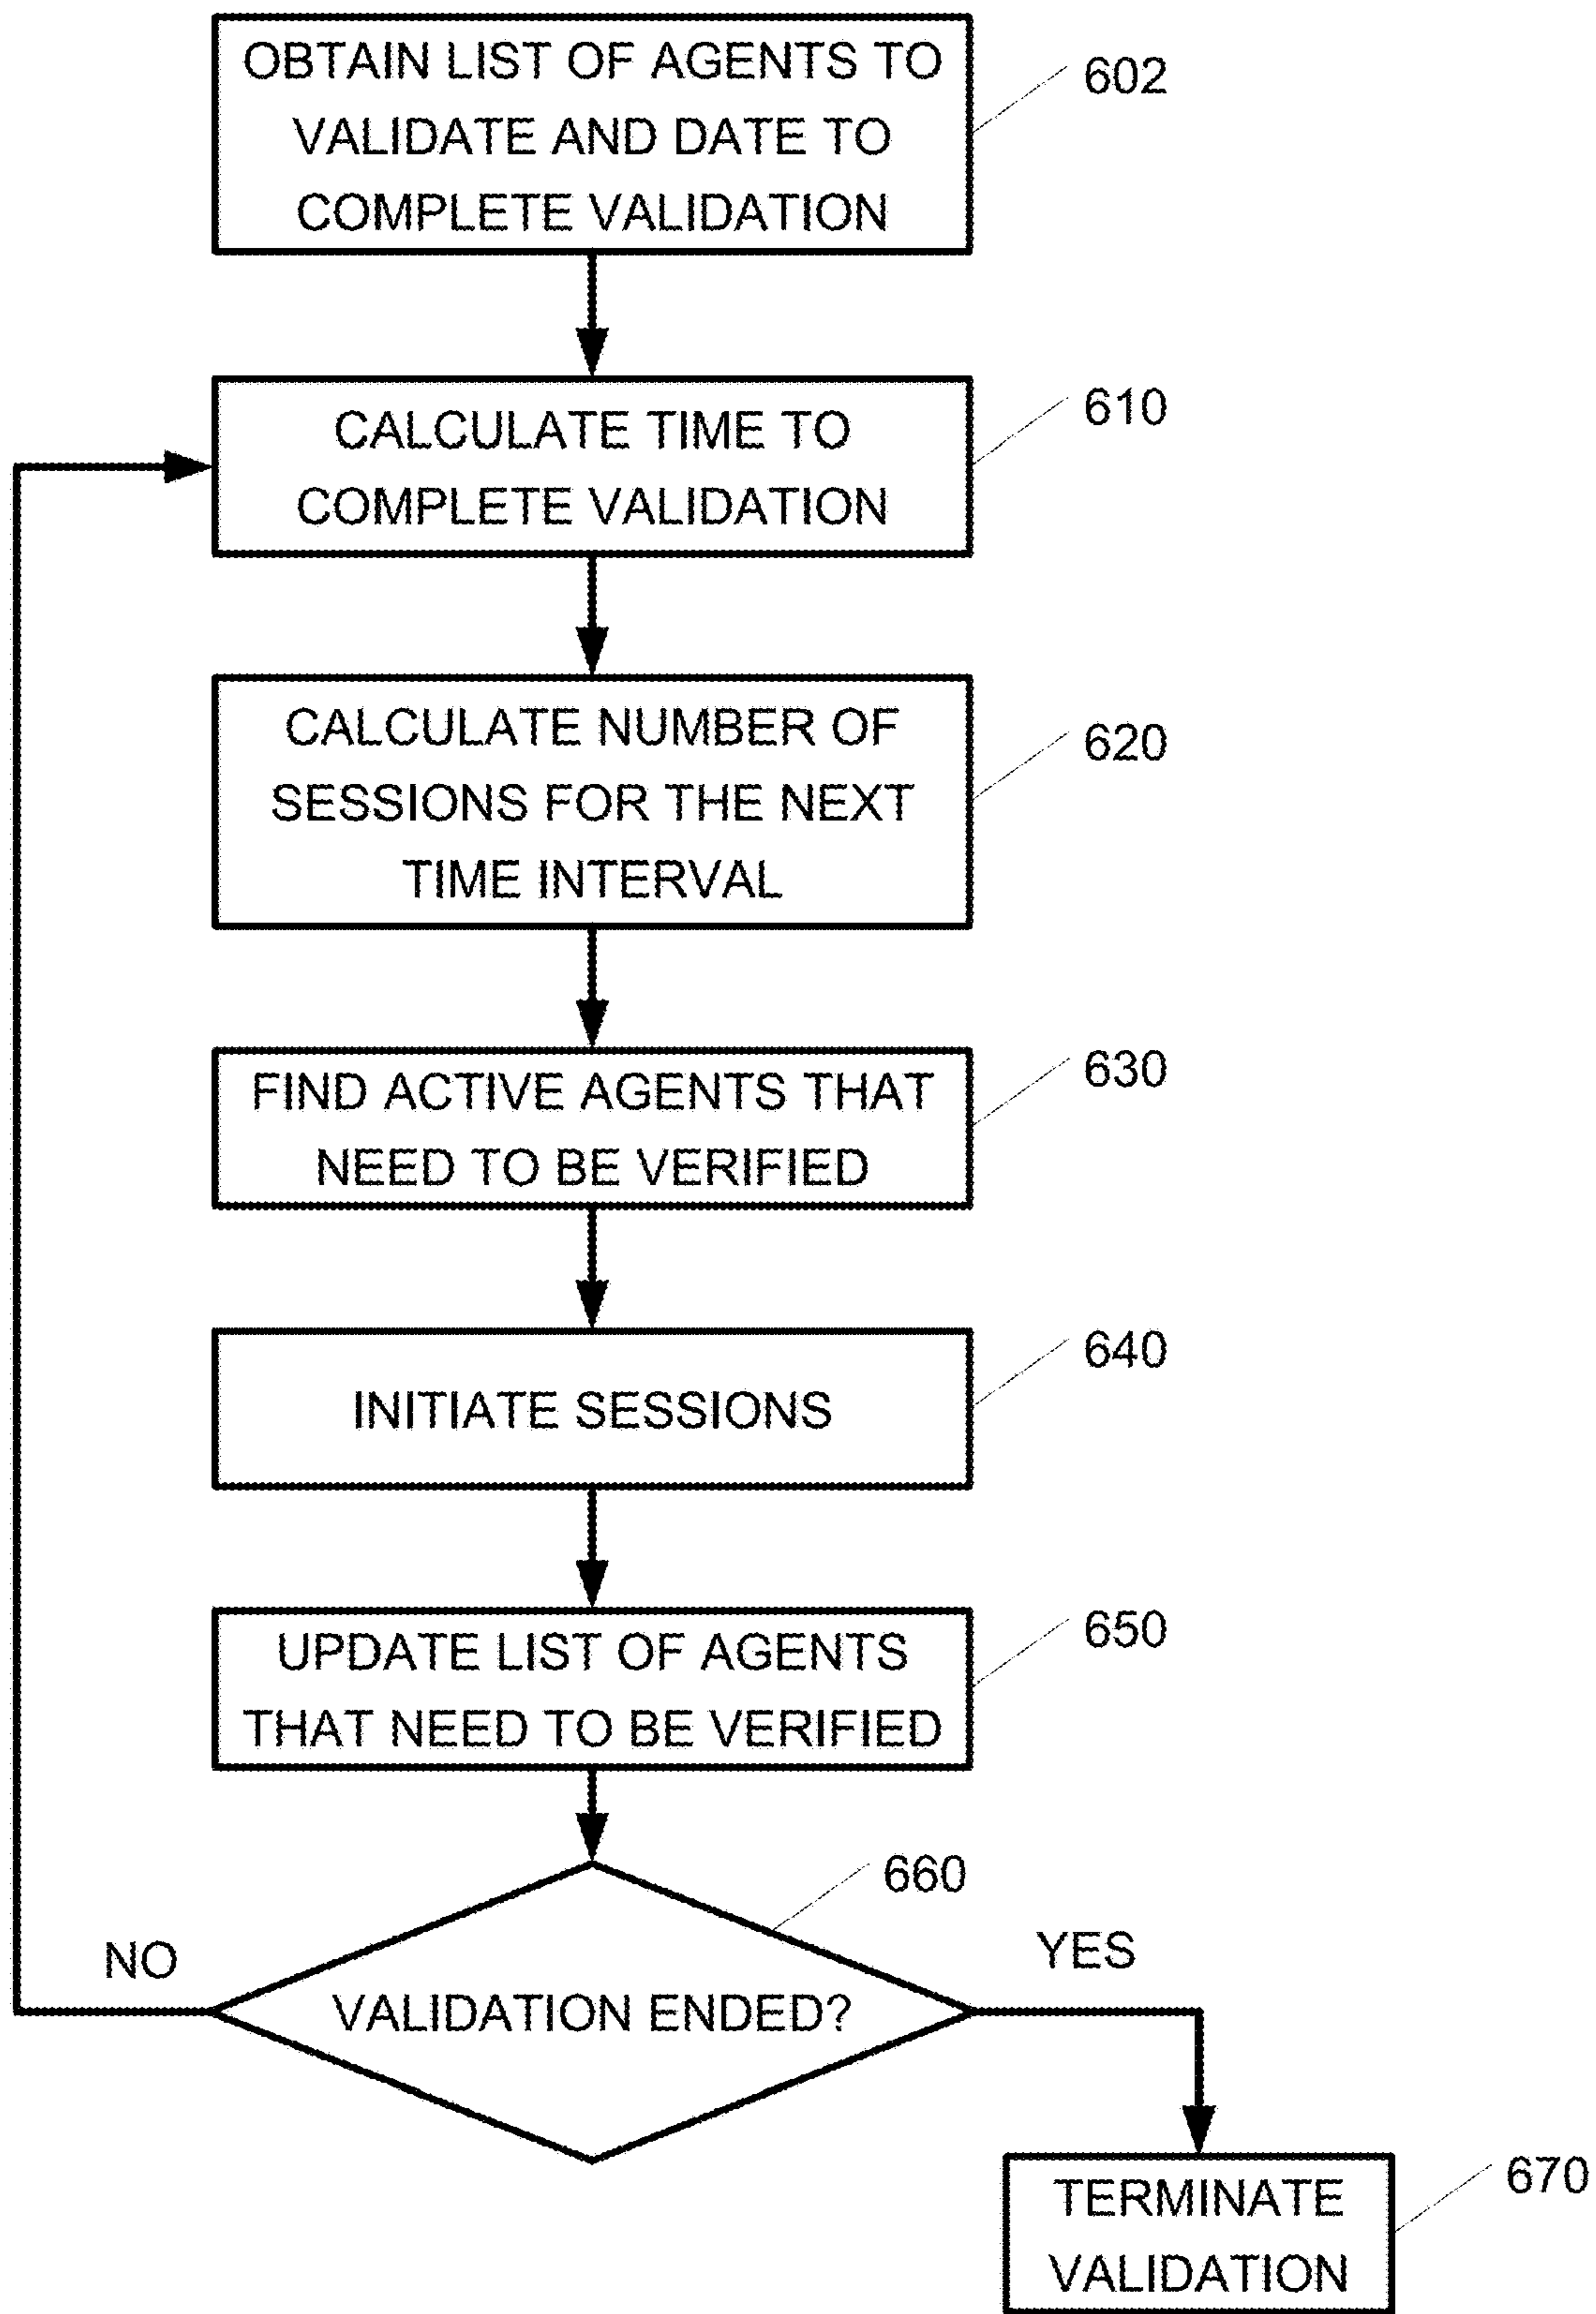 OBTAIN LIST OF AGENTS TO
VALIDATE AND DATE TO
COMPLETE VALIDATION
602
CALCULATE TIME TO
COMPLETE VALIDATION
610
CALCULATE NUMBER OF
SESSIONS FOR THE NEXT
TIME INTERVAL
620
FIND ACTIVE AGENTS THAT
NEED TO BE VERIFIED
630
INITIATE SESSIONS
640
UPDATE LIST OF AGENTS
THAT NEED TO BE VERIFIED
650
660
NO
YES
VALIDATION ENDED?
TERMINATE
VALIDATION
670